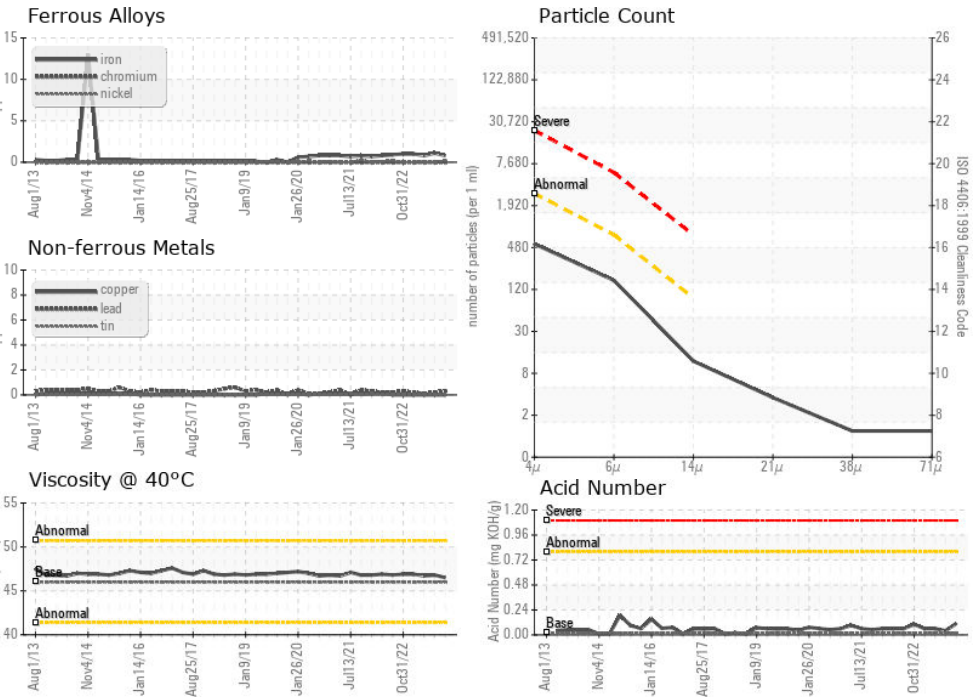 Ferrous Alloys
15
10
5
0
iron
chromium
nickel
Aug1/13
Nov4/14
Jan14/16
Aug25/17
Jan9/19
Jan26/20
Jul13/21
Oct31/22
Non-ferrous Metals
10
8
6
4
2
0
copper
lead
tin
Aug1/13
Nov4/14
Jan14/16
Aug25/17
Jan9/19
Jan26/20
Jul13/21
Oct31/22
Viscosity @ 40°C
55
50
45
40
Abnormal
Base
Abnormal
Aug1/13
Nov4/14
Jan14/16
Aug25/17
Jan9/19
Jan26/20
Jul13/21
Oct31/22
Particle Count
number of particles (per 1 ml)
491,520
122,880
30,720
7,680
1,920
480
120
30
8
2
0
Severe
Abnormal
26
24
22
20
18
16
14
12
10
8
6
ISO 4406:1999 Cleanliness Code
4µ
6µ
14µ
21µ
38µ
71µ
Acid Number
Acid Number (mg KOH/g)
1.20
0.96
0.72
0.48
0.24
0.00
Severe
Abnormal
Base
Aug1/13
Nov4/14
Jan14/16
Aug25/17
Jan9/19
Jan26/20
Jul13/21
Oct31/22